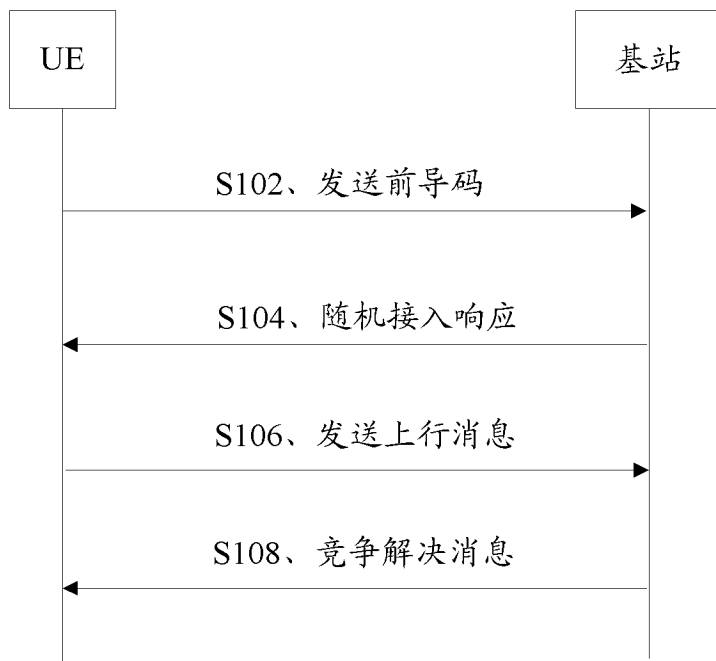 UE
基站
S102、发送前导码
S104、随机接入响应
S106、发送上行消息
S108、竞争解决消息